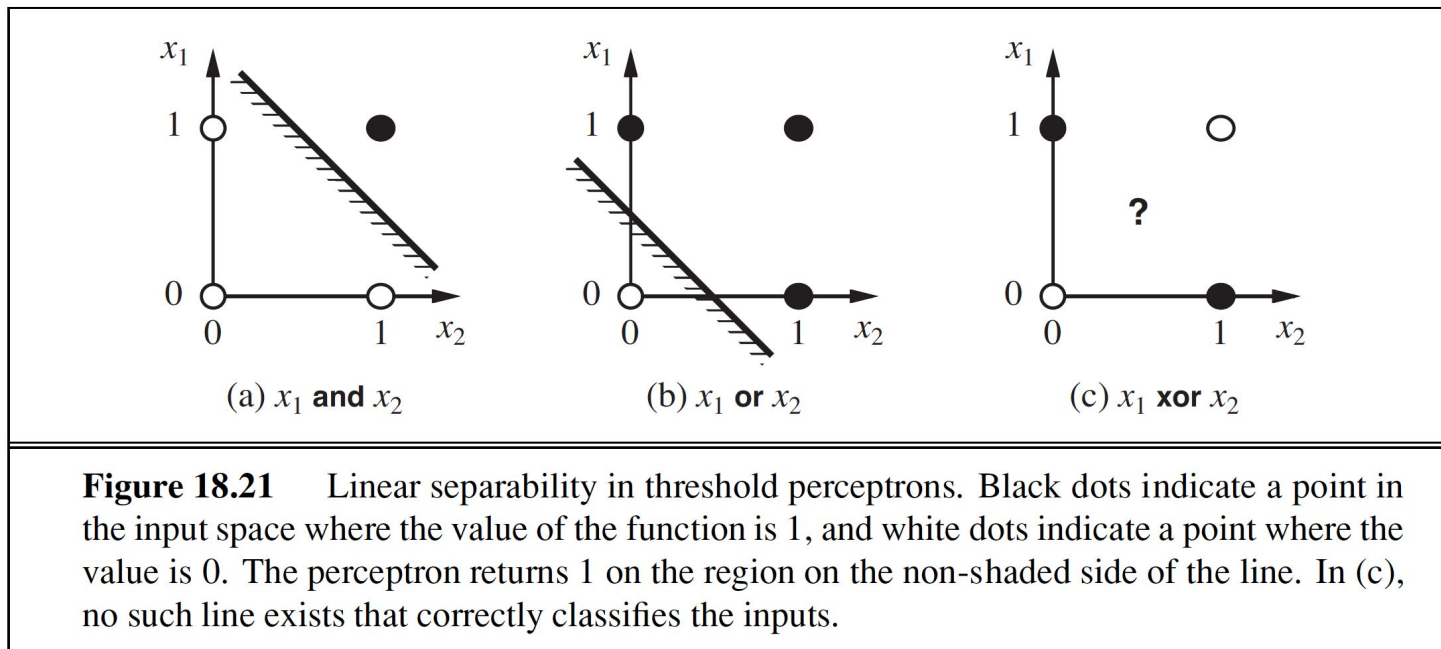 x₁
1
0
0
1
x₂
(a) x₁ and x₂
x₁
1
0
0
1
x₂
(b) x₁ or x₂
x₁
1
0
0
1
x₂
?
(c) x₁ xor x₂
Figure 18.21 Linear separability in threshold perceptrons. Black dots indicate a point in
the input space where the value of the function is 1, and white dots indicate a point where the
value is 0. The perceptron returns 1 on the region on the non-shaded side of the line. In (c),
no such line exists that correctly classifies the inputs.